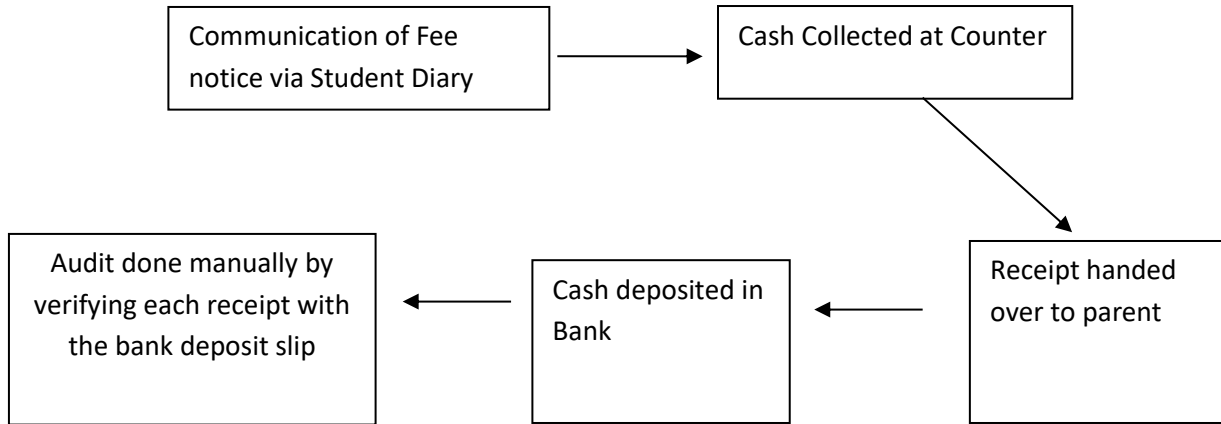 Communication of Fee
notice via Student Diary
Cash Collected at Counter
Receipt handed
over to parent
Cash deposited in
Bank
Audit done manually by
verifying each receipt with
the bank deposit slip